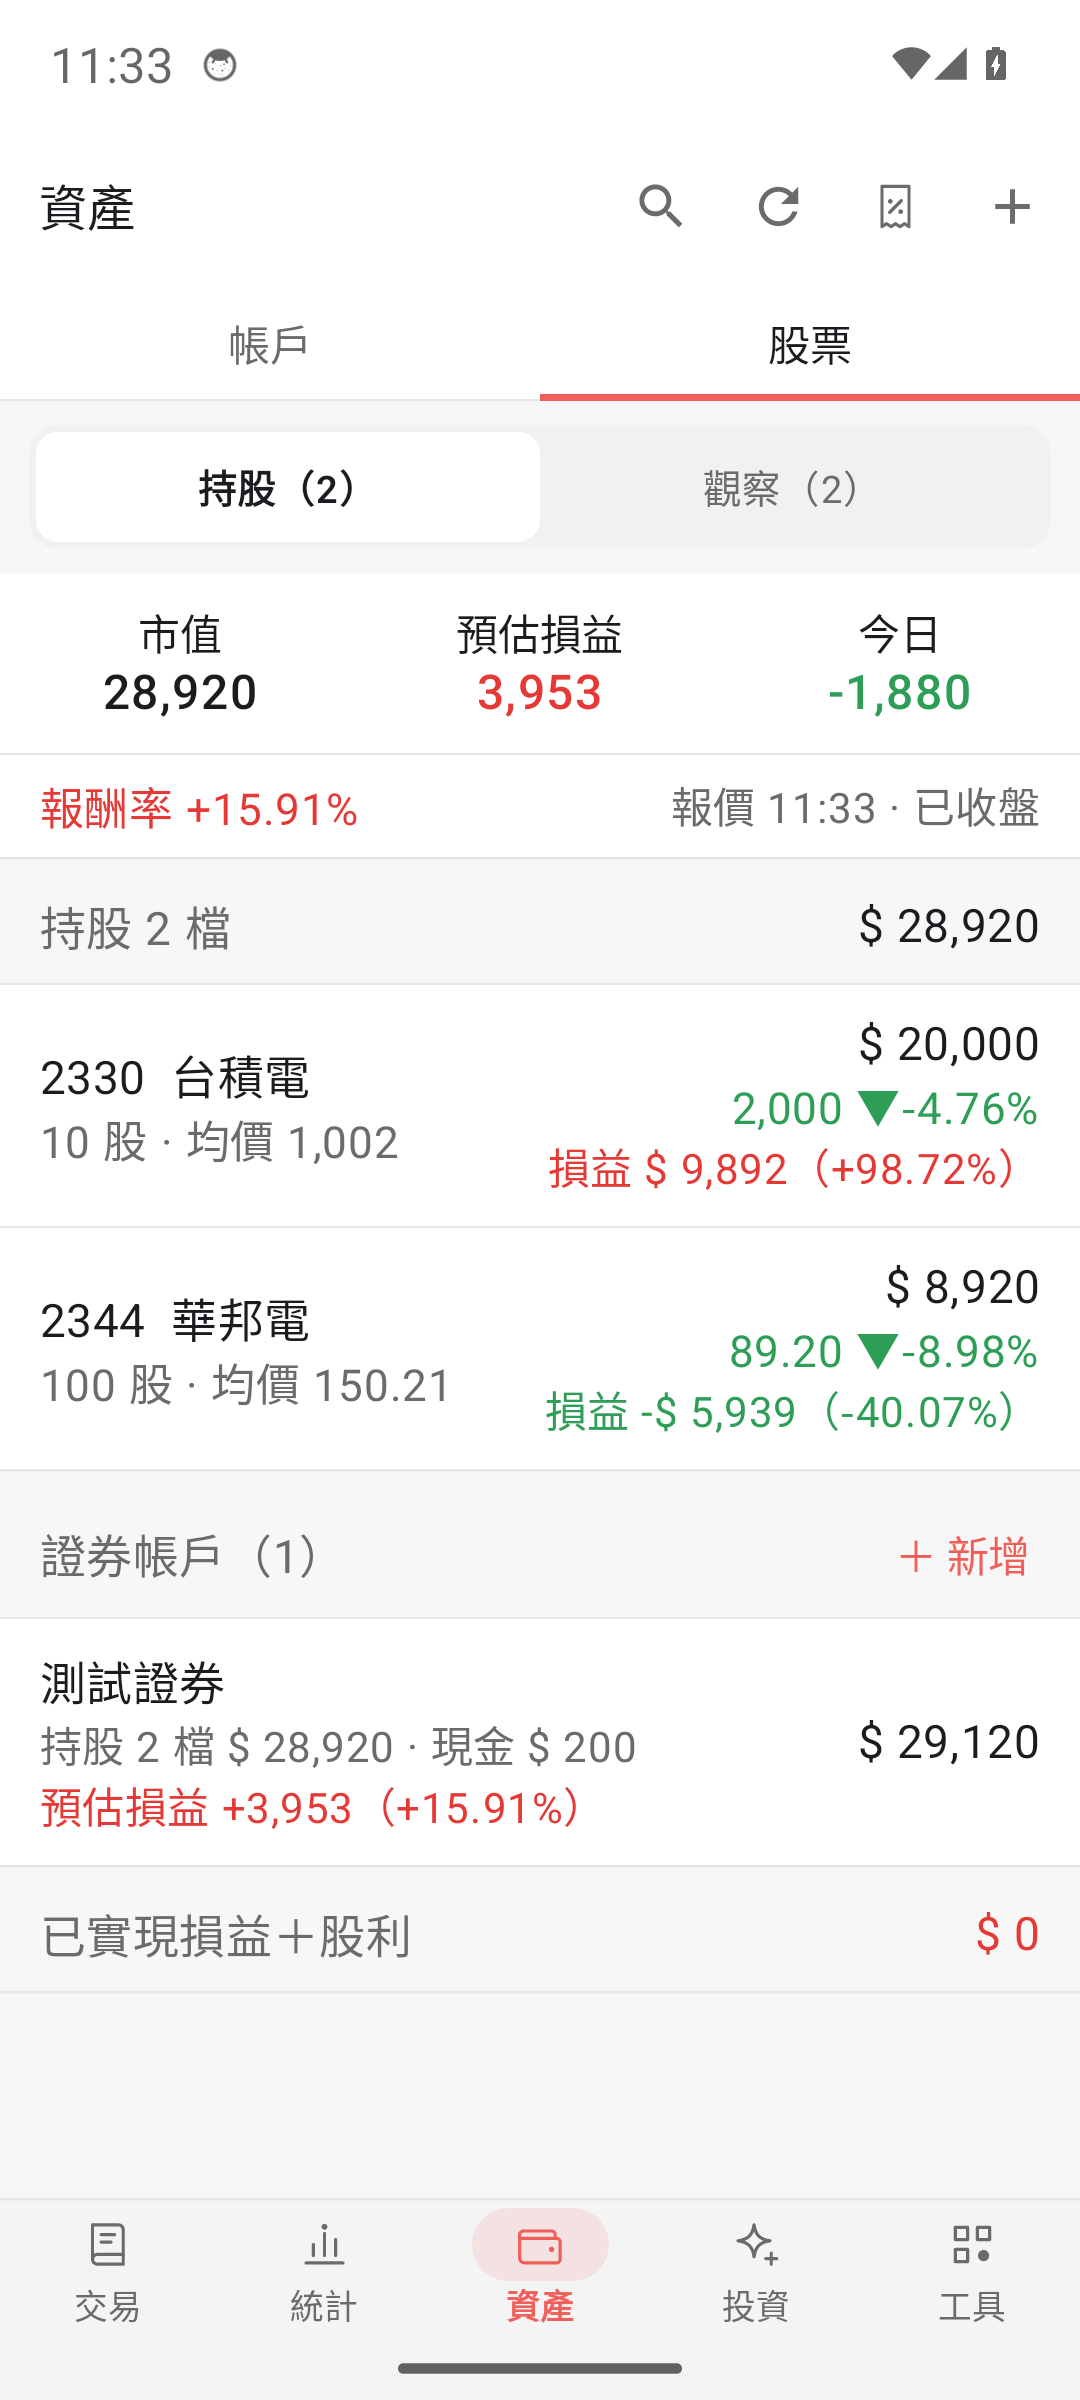 11:33
資產
帳戶 股票
持股（2） 觀察（2）
市值 預估損益 今日
28,920 3,953 -1,880
報酬率 +15.91% 報價 11:33 · 已收盤
持股 2 檔 $ 28,920
2330 台積電
10 股 · 均價 1,002
$ 20,000
2,000 ▼-4.76%
損益 $ 9,892（+98.72%）
2344 華邦電
100 股 · 均價 150.21
$ 8,920
89.20 ▼-8.98%
損益 -$ 5,939（-40.07%）
證券帳戶（1） ＋ 新增
測試證券
持股 2 檔 $ 28,920 · 現金 $ 200
預估損益 +3,953（+15.91%）
$ 29,120
已實現損益＋股利 $ 0
交易 統計 資產 投資 工具